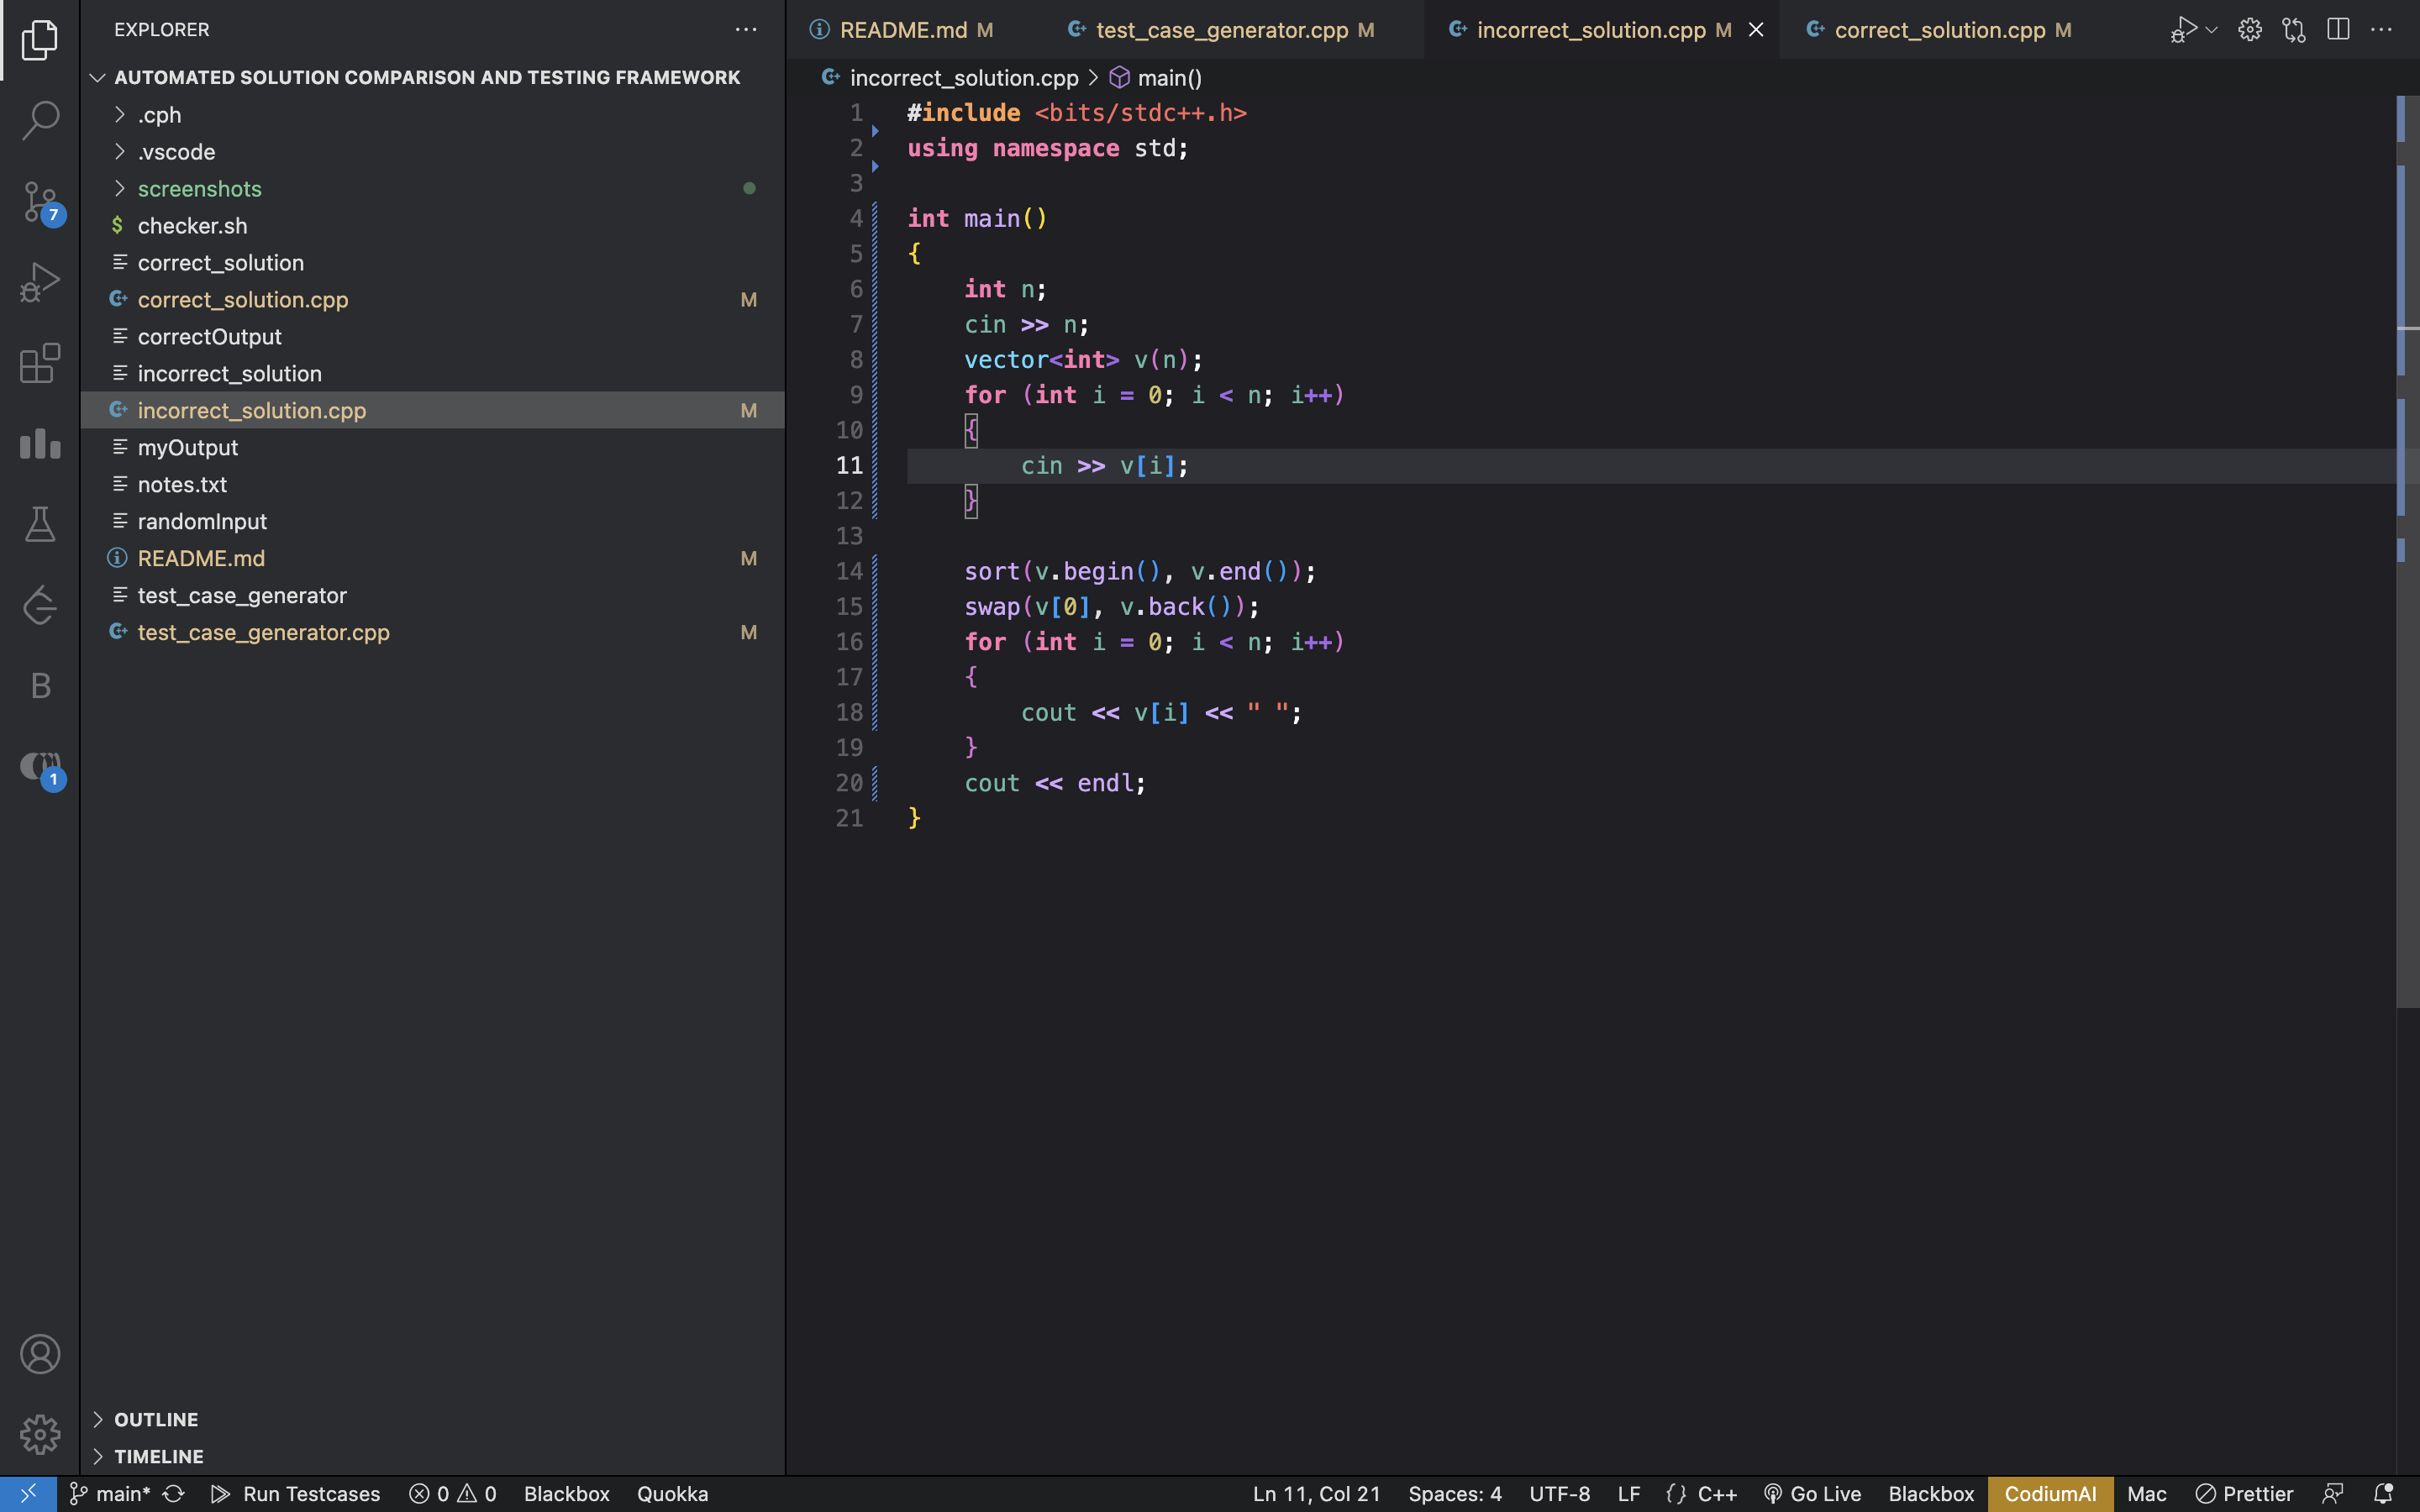 EXPLORER
AUTOMATED SOLUTION COMPARISON AND TESTING FRAMEWORK
.cph
.vscode
screenshots
$ checker.sh
correct_solution
correct_solution.cpp M
correctOutput
incorrect_solution
incorrect_solution.cpp M
myOutput
notes.txt
randomInput
README.md M
test_case_generator
test_case_generator.cpp M
OUTLINE
TIMELINE
7
B
1
README.md M
test_case_generator.cpp M
incorrect_solution.cpp M
correct_solution.cpp M
incorrect_solution.cpp > main()
1 #include <bits/stdc++.h>
2 using namespace std;
3
4 int main()
5 {
6     int n;
7     cin >> n;
8     vector<int> v(n);
9     for (int i = 0; i < n; i++)
10     {
11         cin >> v[i];
12     }
13
14     sort(v.begin(), v.end());
15     swap(v[0], v.back());
16     for (int i = 0; i < n; i++)
17     {
18         cout << v[i] << " ";
19     }
20     cout << endl;
21 }
main* Run Testcases 0 0 Blackbox Quokka Ln 11, Col 21 Spaces: 4 UTF-8 LF {} C++ Go Live Blackbox CodiumAI Mac Prettier